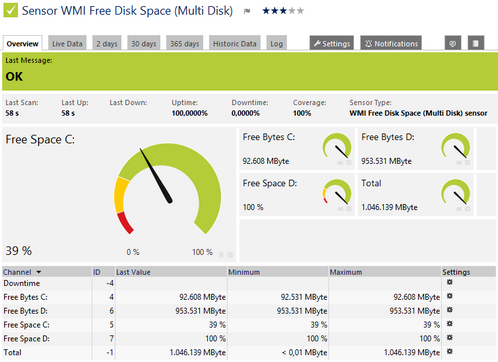 Sensor WMI Free Disk Space (Multi Disk)
Overview Live Data 2 days 30 days 365 days Historic Data Log Settings Notifications
Last Message:
OK
Last Scan: Last Up: Last Down: Uptime: Downtime: Coverage: Sensor Type:
58 s 58 s 100,0000% 0,0000% 100% WMI Free Disk Space (Multi Disk) sensor
Free Space C:
39 %
0 % 100 %
Free Bytes C:
92.608 MByte
Free Bytes D:
953.531 MByte
Free Space D:
100 %
Total
1.046.139 MByte
Channel ID Last Value Minimum Maximum Settings
Downtime -4
Free Bytes C: 4 92.608 MByte 92.531 MByte 92.608 MByte
Free Bytes D: 6 953.531 MByte 953.531 MByte 953.531 MByte
Free Space C: 5 39 % 39 % 39 %
Free Space D: 7 100 % 100 % 100 %
Total -1 1.046.139 MByte < 0,01 MByte 1.046.139 MByte